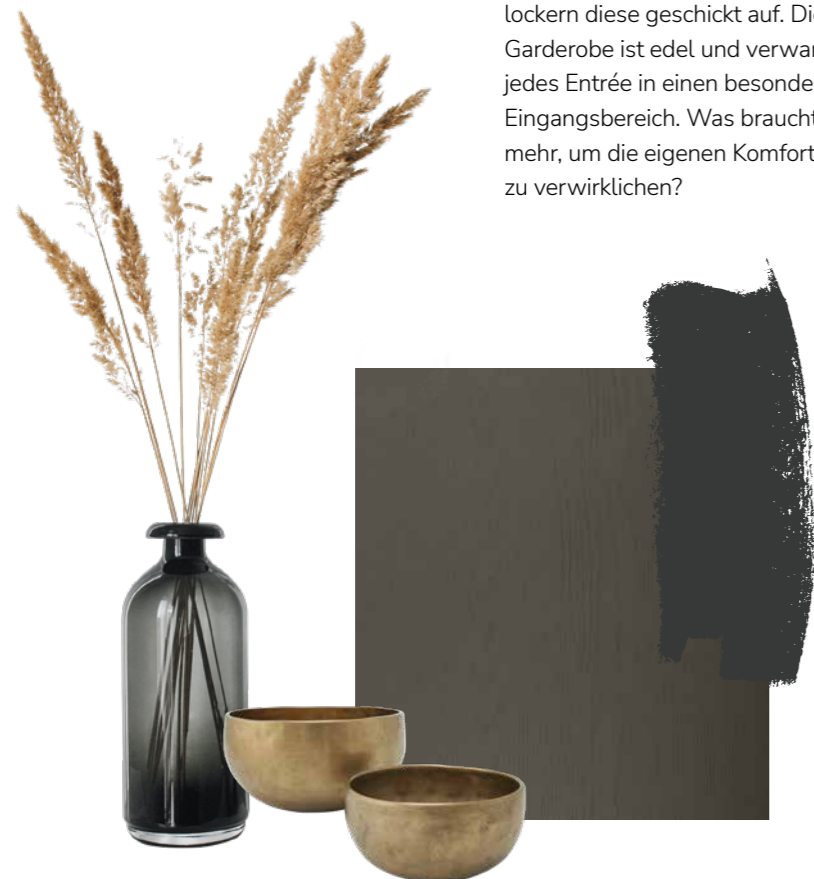 lockern diese geschickt auf. Di
Garderobe ist edel und verwa
jedes Entrée in einen besonde
Eingangsbereich. Was braucht
mehr, um die eigenen Komfort
zu verwirklichen?